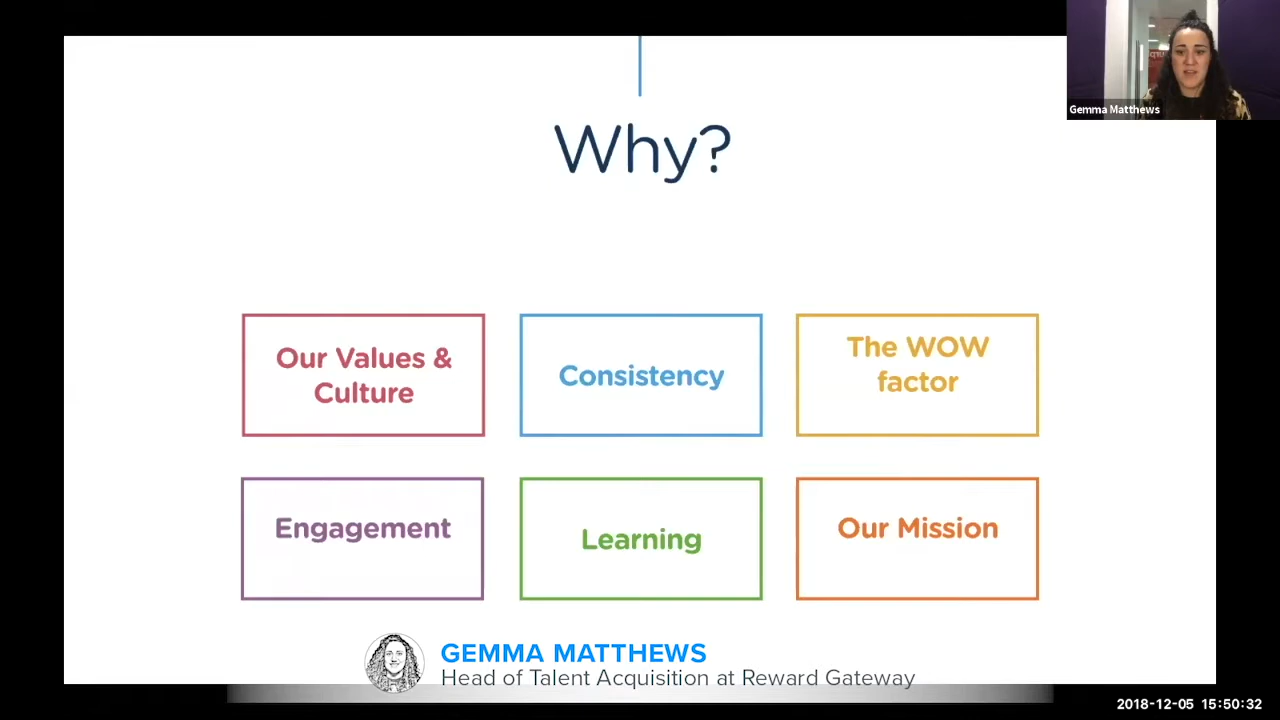 Gemma Matthews
Why?
Our Values &
Culture
Consistency
The WOW
factor
Engagement
Learning
Our Mission
GEMMA MATTHEWS
Head of Talent Acquisition at Reward Gateway
2018-12-05 15:50:32